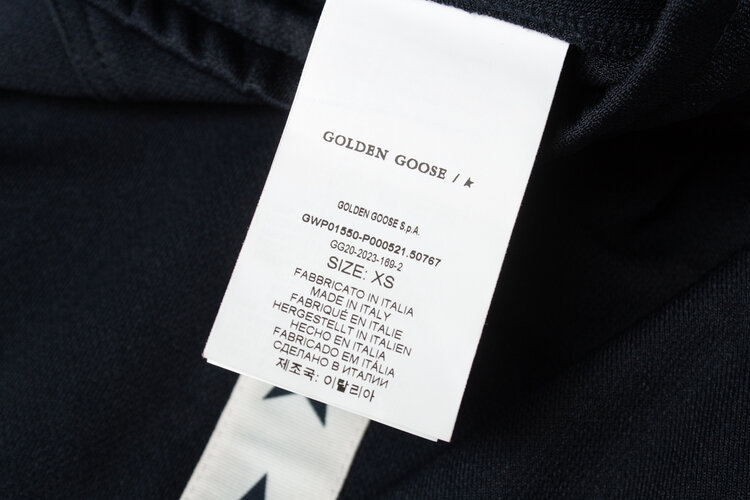 GOLDEN GOOSE /
GOLDEN GOOSE S.p.A.
GWP01550-P000521.50767
GG20-2023-169-2
SIZE: XS
FABBRICATO IN ITALIA
MADE IN ITALY
FABRIQUÉ EN ITALIE
HERGESTELLT IN ITALIEN
HECHO EN ITALIA
FABRICADO EM ITÁLIA
СДЕЛАНО В ИТАЛИИ
제조국: 이탈리아